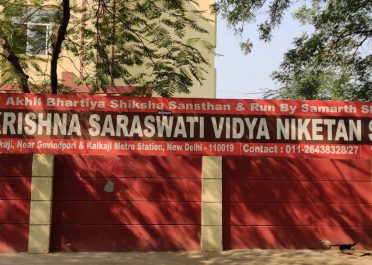 Akhil Bhartiya Shiksha Sansthan & Run By Samarth
KRISHNA SARASWATI VIDYA NIKETAN
Near Govindpuri & Kalkaji Metro Station, New Delhi - 110019 Contact : 011-26438328/27